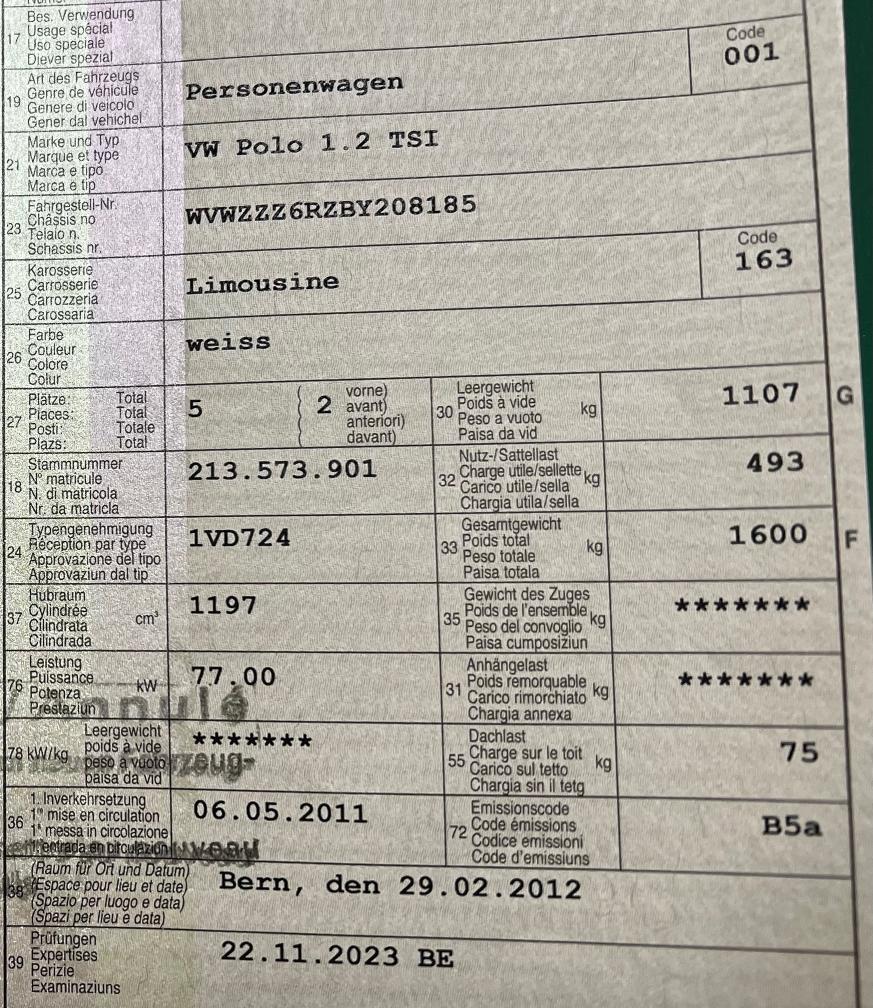 17 Bes. Verwendung
Usage spécial
Uso speciale
Diever spezial
19 Art des Fahrzeugs
Genre de véhicule
Genere di veicolo
Gener dal vehichel
Personenwagen
Code
001
21 Marke und Typ
Marque et type
Marca e tipo
Marca e tip
VW Polo 1.2 TSI
23 Fahrgestell-Nr.
Châssis no
Telaio n.
Schassis nr.
WVWZZZ6RZBY208185
25 Karosserie
Carrosserie
Carrozzeria
Carossaria
Limousine
Code
163
26 Farbe
Couleur
Colore
Colur
weiss
27 Plätze: Total
Places: Total
Posti: Totale
Plazs: Total
5 ( 2 vorne)
avant)
anteriori)
davant)
30 Leergewicht
Poids à vide
Peso a vuoto
Paisa da vid
kg
1107 G
18 Stammnummer
N° matricule
N. di matricola
Nr. da matricla
213.573.901
32 Nutz-/Sattellast
Charge utile/sellette
Carico utile/sella
Chargia utila/sella
kg
493
24 Typengenehmigung
Réception par type
Approvazione del tipo
Approvaziun dal tip
1VD724
33 Gesamtgewicht
Poids total
Peso totale
Paisa totala
kg
1600 F
37 Hubraum
Cylindrée
Cilindrata
Cilindrada
cm³
1197
35 Gewicht des Zuges
Poids de l'ensemble
Peso del convoglio
Paisa cumposiziun
kg
*******
76 Leistung
Puissance
Potenza
Prestaziun
kW
77.00
31 Anhängelast
Poids remorquable
Carico rimorchiato
Chargia annexa
kg
*******
78 kW/kg Leergewicht
poids à vide
peso a vuoto
paisa da vid
*******
55 Dachlast
Charge sur le toit
Carico sul tetto
Chargia sin il tetg
kg
75
36 1. Inverkehrsetzung
1re mise en circulation
1a messa in circolazione
1. entrada en circulaziun
06.05.2011
72 Emissionscode
Code émissions
Codice emissioni
Code d'emissiuns
B5a
38 (Raum für Ort und Datum)
(Espace pour lieu et date)
(Spazio per luogo e data)
(Spazi per lieu e data)
Bern, den 29.02.2012
39 Prüfungen
Expertises
Perizie
Examinaziuns
22.11.2023 BE